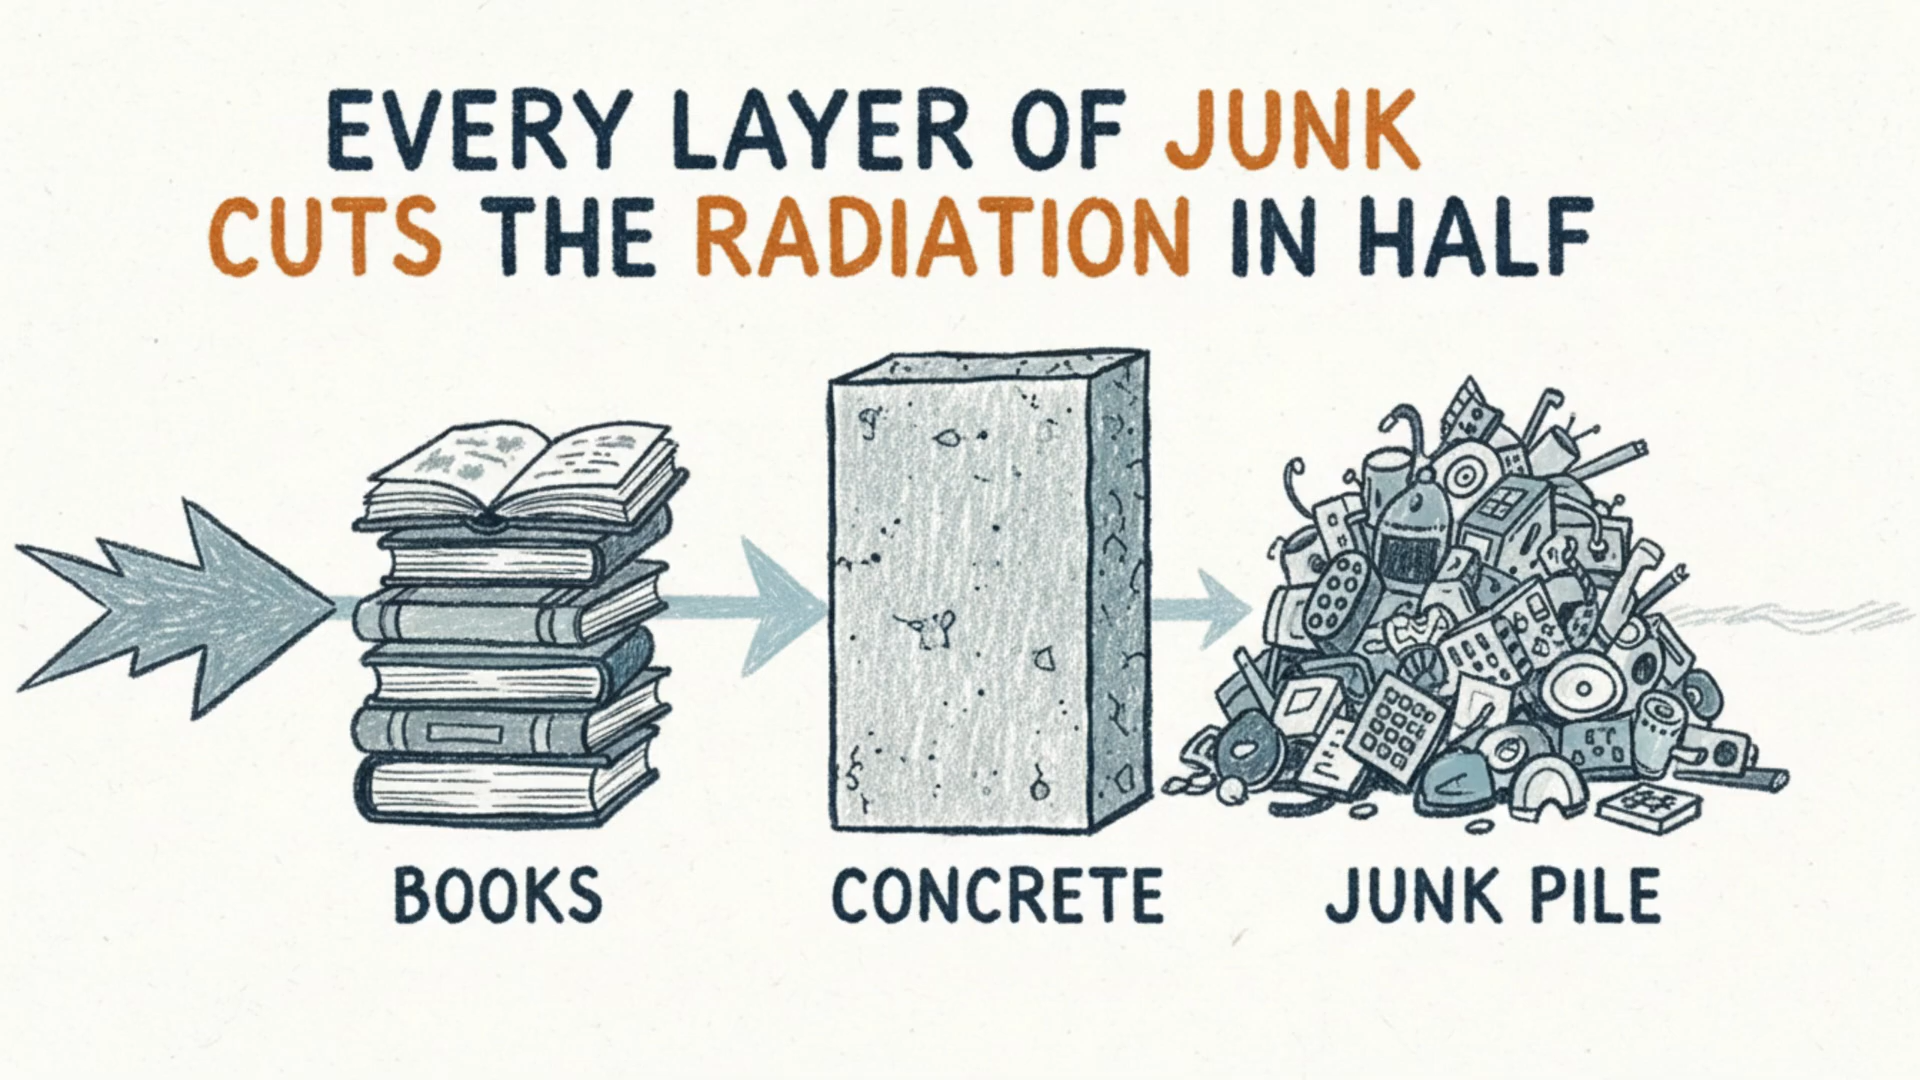 EVERY LAYER OF JUNK
CUTS THE RADIATION IN HALF
BOOKS
CONCRETE
JUNK PILE